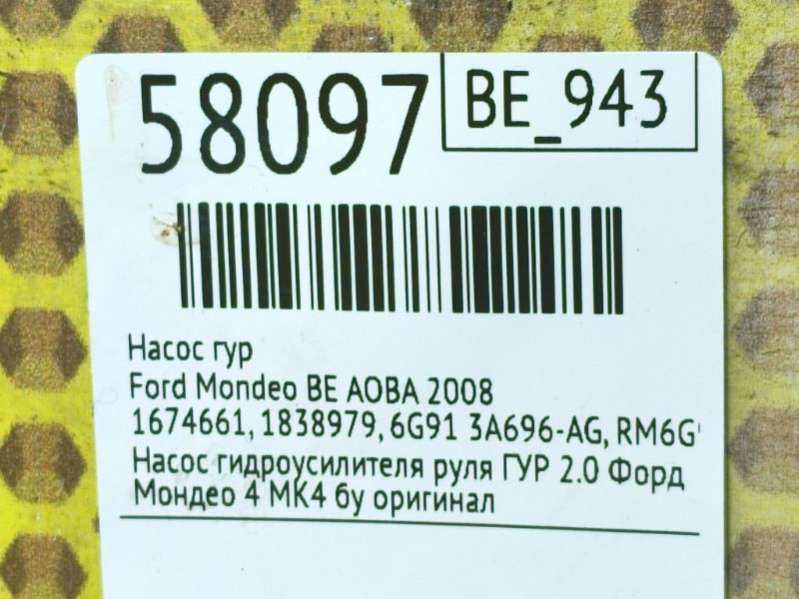 58097
BE_943
Насос гур
Ford Mondeo BE AOBA 2008
1674661, 1838979, 6G91 3A696-AG, RM6G
Насос гидроусилителя руля ГУР 2.0 Форд
Мондео 4 МК4 бу оригинал